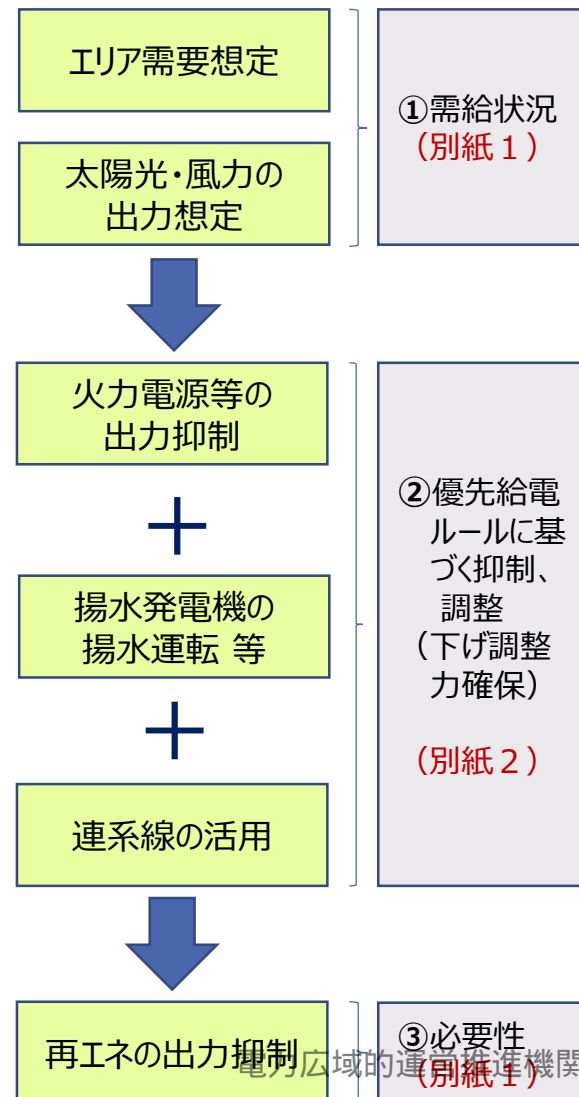 エリア需要想定
太陽光・風力の
出力想定
①需給状況
（別紙１）
火力電源等の
出力抑制
＋
揚水発電機の
揚水運転 等
＋
連系線の活用
②優先給電
ルールに基
づく抑制、
調整
（下げ調整
力確保）
（別紙２）
再エネの出力抑制
③必要性
（別紙１）
電力広域的運営推進機関